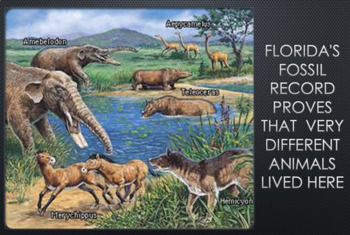 Aepycamelus
Amebelodon
Teleoceras
Merychippus
Hemicyon
FLORIDA'S
FOSSIL
RECORD
PROVES
THAT VERY
DIFFERENT
ANIMALS
LIVED HERE